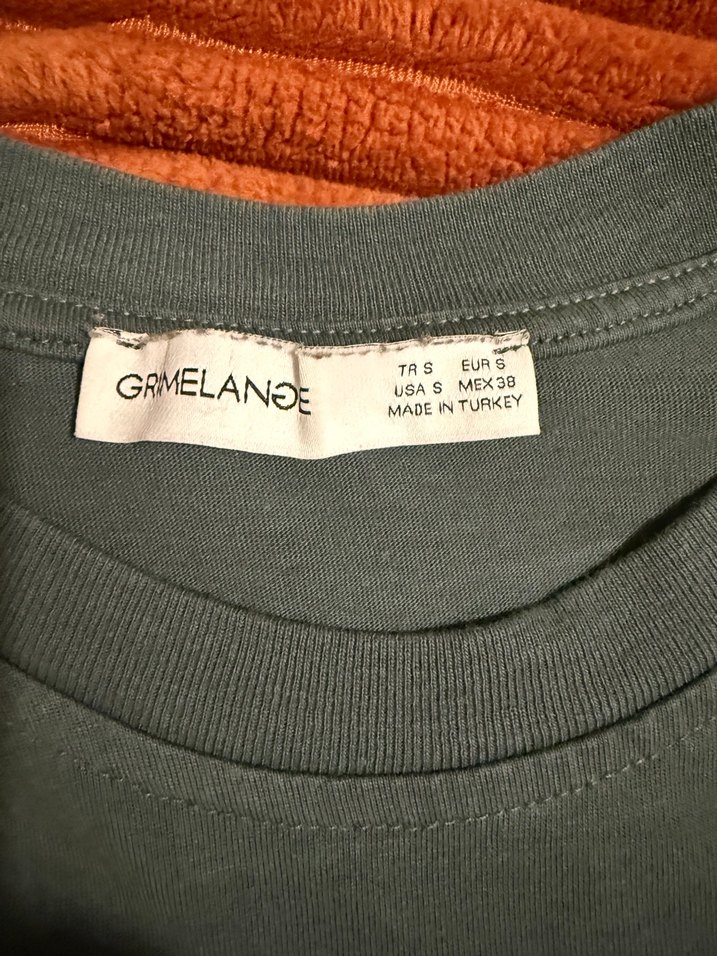 GRIMELANGE
TR S EUR S
USA S MEX 38
MADE IN TURKEY